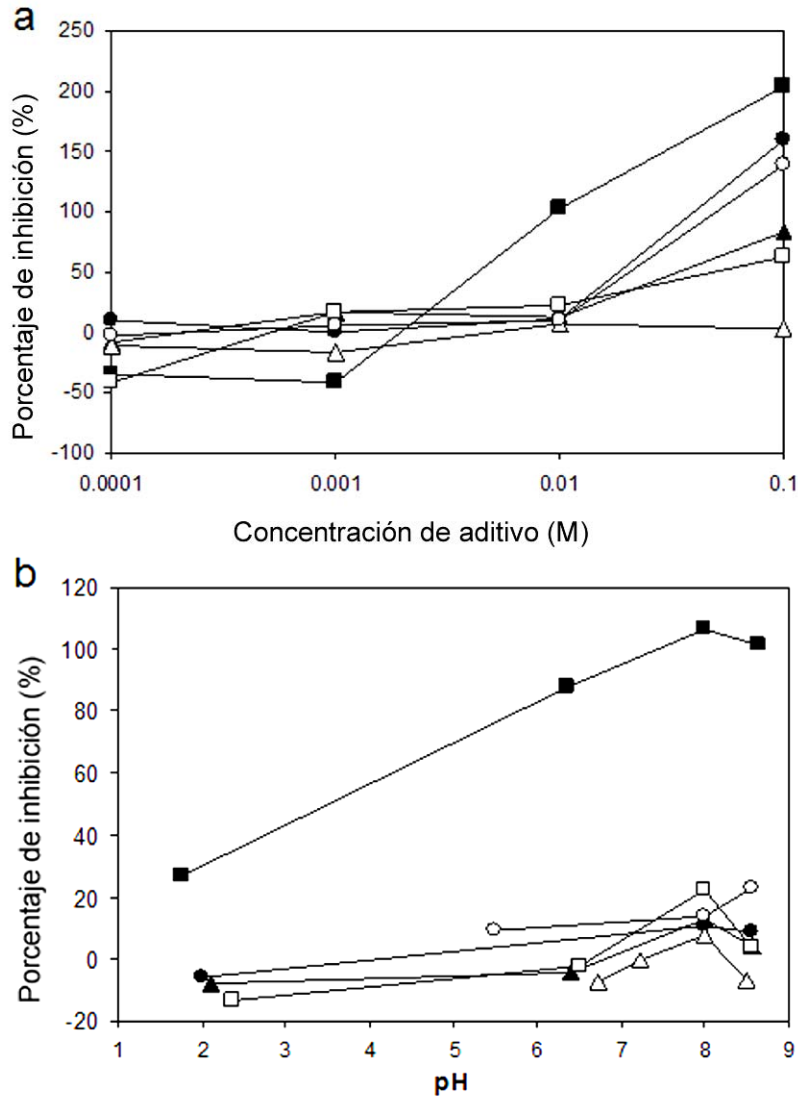 a
Porcentaje de inhibición (%)
250
200
150
100
50
0
-50
-100
0.0001 0.001 0.01 0.1
Concentración de aditivo (M)
b
Porcentaje de inhibición (%)
120
100
80
60
40
20
0
-20
1 2 3 4 5 6 7 8 9
pH